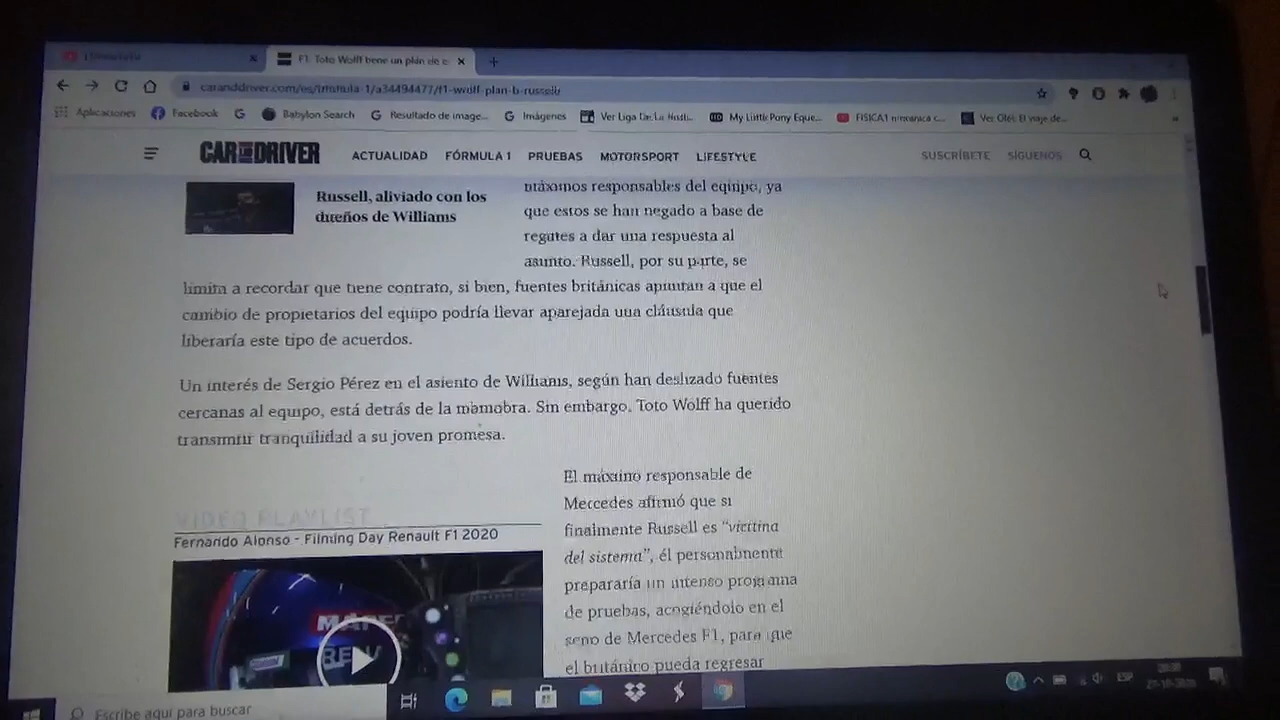 F1: Toto Wolff tiene un plan de e
caranddriver.com/es/formula-1/a34494477/f1-wolff-plan-b-russell/
Aplicaciones
Facebook
Babylon Search
Resultado de image...
Imágenes
Ver Liga De La Justi...
My Little Pony Eque...
FISICA1 mecanica c...
Ver Olé! El viaje de...
CAR AND DRIVER
ACTUALIDAD
FÓRMULA 1
PRUEBAS
MOTORSPORT
LIFESTYLE
SUSCRÍBETE
SÍGUENOS
Russell, aliviado con los
dueños de Williams
máximos responsables del equipo, ya
que estos se han negado a base de
regates a dar una respuesta al
asunto. Russell, por su parte, se
limita a recordar que tiene contrato, si bien, fuentes británicas apuntan a que el
cambio de propietarios del equipo podría llevar aparejada una cláusula que
liberaría este tipo de acuerdos.
Un interés de Sergio Pérez en el asiento de Williams, según han deslizado fuentes
cercanas al equipo, está detrás de la maniobra. Sin embargo, Toto Wolff ha querido
transmitir tranquilidad a su joven promesa.
VIDEO PLAYLIST
Fernando Alonso - Filming Day Renault F1 2020
El máximo responsable de
Mercedes afirmó que si
finalmente Russell es "víctima
del sistema", él personalmente
prepararía un intenso programa
de pruebas, acogiéndolo en el
seno de Mercedes F1, para que
el británico pueda regresar
Escribe aquí para buscar
ESP
27-10-2020